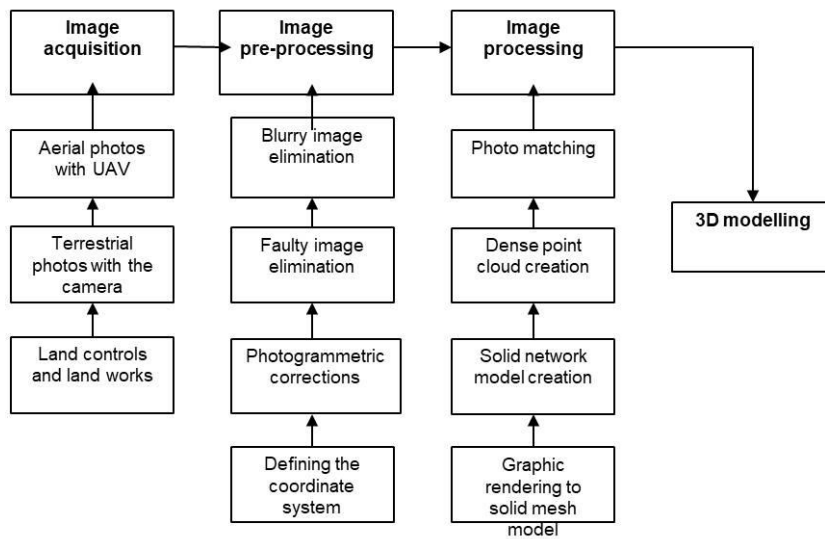 Image
acquisition
Image
pre-processing
Image
processing
Aerial photos
with UAV
Blurry image
elimination
Photo matching
3D modelling
Terrestrial
photos with the
camera
Faulty image
elimination
Dense point
cloud creation
Land controls
and land works
Photogrammetric
corrections
Solid network
model creation
Defining the
coordinate
system
Graphic
rendering to
solid mesh
model